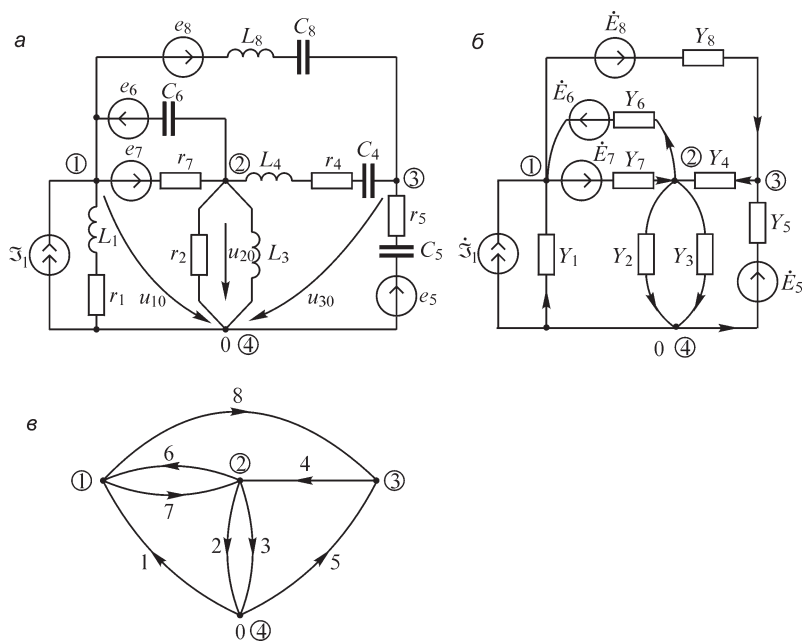 а
e₈ L₈ C₈
e₆ C₆
① e₇ r₇ ② L₄ r₄ C₄ ③
ℑ₁ L₁ r₁ u₁₀ r₂ u₂₀ L₃ u₃₀ r₅ C₅ e₅
0 ④
б
Ė₈ Y₈
Ė₆ Y₆
① Ė₇ Y₇ ② Y₄ ③
ℑ̇₁ Y₁ Y₂ Y₃ Y₅ Ė₅
0 ④
в
8
① 6 ② 4 ③
7
1 2 3 5
0 ④